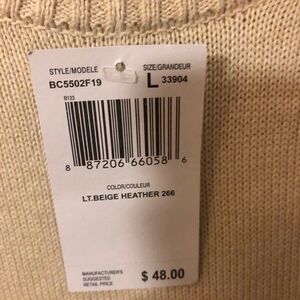 STYLE/MODELE SIZE/GRANDEUR
BC5502F19 L 33904
B123
8 87206 66058 6
COLOR/COULEUR
LT.BEIGE HEATHER 266
MANUFACTURER'S
SUGGESTED
RETAIL PRICE
$ 48.00